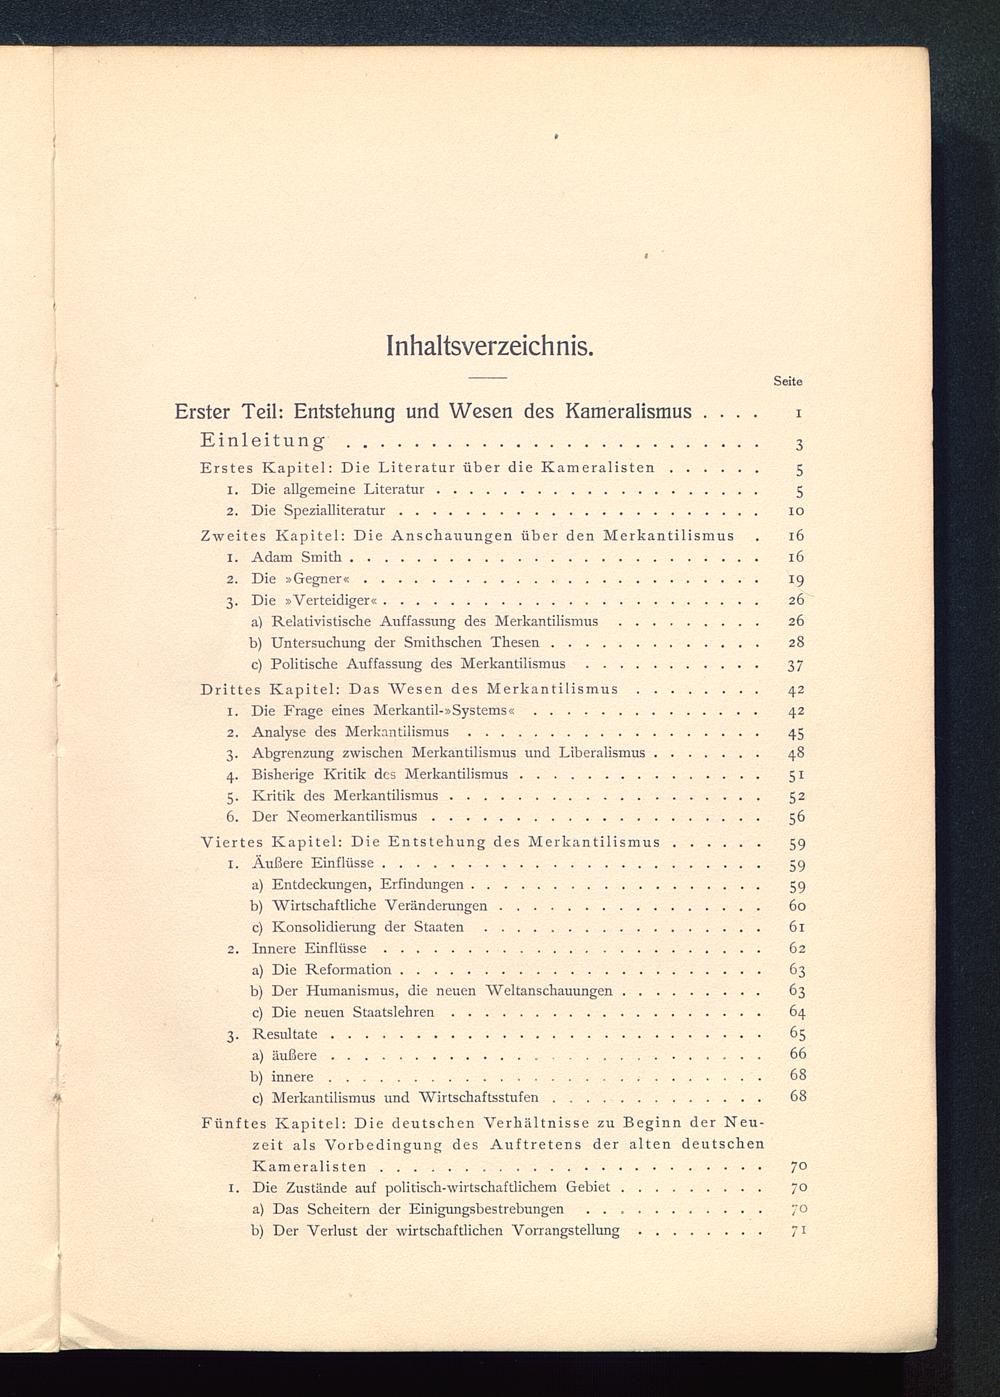 Inhaltsverzeichnis.
Seite
Erster Teil: Entstehung und Wesen des Kameralismus . . . . 1
Einleitung . . . . . . . . . . . . . . . . . . . . . . . 3
Erstes Kapitel: Die Literatur über die Kameralisten . . . . . . 5
1. Die allgemeine Literatur . . . . . . . . . . . . . . . . . . . 5
2. Die Spezialliteratur . . . . . . . . . . . . . . . . . . . . . 10
Zweites Kapitel: Die Anschauungen über den Merkantilismus . 16
1. Adam Smith . . . . . . . . . . . . . . . . . . . . . . . . 16
2. Die »Gegner« . . . . . . . . . . . . . . . . . . . . . . . 19
3. Die »Verteidiger« . . . . . . . . . . . . . . . . . . . . . . 26
a) Relativistische Auffassung des Merkantilismus . . . . . . . . . 26
b) Untersuchung der Smithschen Thesen . . . . . . . . . . . . . 28
c) Politische Auffassung des Merkantilismus . . . . . . . . . . . 37
Drittes Kapitel: Das Wesen des Merkantilismus . . . . . . . . 42
1. Die Frage eines Merkantil-»Systems« . . . . . . . . . . . . . . 42
2. Analyse des Merkantilismus . . . . . . . . . . . . . . . . . 45
3. Abgrenzung zwischen Merkantilismus und Liberalismus . . . . . . . 48
4. Bisherige Kritik des Merkantilismus . . . . . . . . . . . . . . 51
5. Kritik des Merkantilismus . . . . . . . . . . . . . . . . . . 52
6. Der Neomerkantilismus . . . . . . . . . . . . . . . . . . . 56
Viertes Kapitel: Die Entstehung des Merkantilismus . . . . . . 59
1. Äußere Einflüsse . . . . . . . . . . . . . . . . . . . . . . 59
a) Entdeckungen, Erfindungen . . . . . . . . . . . . . . . . . 59
b) Wirtschaftliche Veränderungen . . . . . . . . . . . . . . . . 60
c) Konsolidierung der Staaten . . . . . . . . . . . . . . . . 61
2. Innere Einflüsse . . . . . . . . . . . . . . . . . . . . . . 62
a) Die Reformation . . . . . . . . . . . . . . . . . . . . . 63
b) Der Humanismus, die neuen Weltanschauungen . . . . . . . . . 63
c) Die neuen Staatslehren . . . . . . . . . . . . . . . . . . 64
3. Resultate . . . . . . . . . . . . . . . . . . . . . . . . . 65
a) äußere . . . . . . . . . . . . . . . . . . . . . . . . . 66
b) innere . . . . . . . . . . . . . . . . . . . . . . . . . 68
c) Merkantilismus und Wirtschaftsstufen . . . . . . . . . . . . . 68
Fünftes Kapitel: Die deutschen Verhältnisse zu Beginn der Neu-
zeit als Vorbedingung des Auftretens der alten deutschen
Kameralisten . . . . . . . . . . . . . . . . . . . . . . 70
1. Die Zustände auf politisch-wirtschaftlichem Gebiet . . . . . . . . . 70
a) Das Scheitern der Einigungsbestrebungen . . . . . . . . . . . 70
b) Der Verlust der wirtschaftlichen Vorrangstellung . . . . . . . . 71